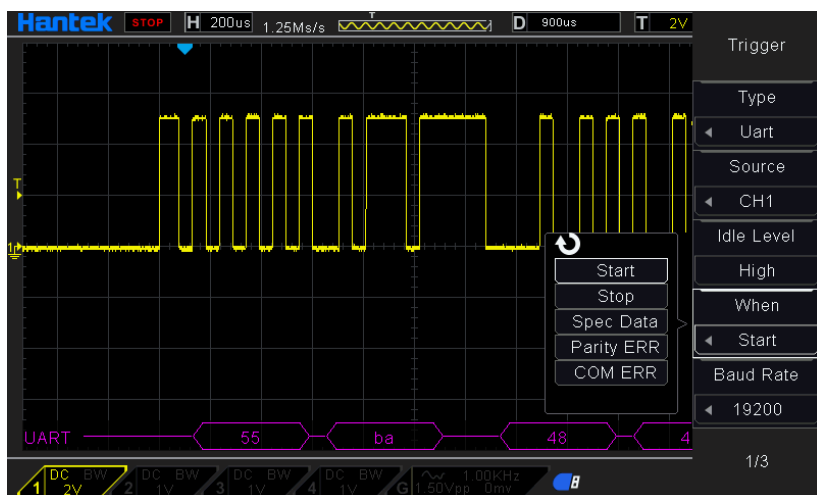 Hantek STOP H 200us 1.25Ms/s T D 900us T 2V
Trigger
Type
Uart
Source
CH1
Idle Level
High
When
Start
Baud Rate
19200
1/3
T
1
Start
Stop
Spec Data
Parity ERR
COM ERR
UART 55 ba 48 4
1 DC BW 2V 2 DC BW 1V 3 DC BW 1V 4 DC BW 1V G 1.00KHz 1.50Vpp 0mv